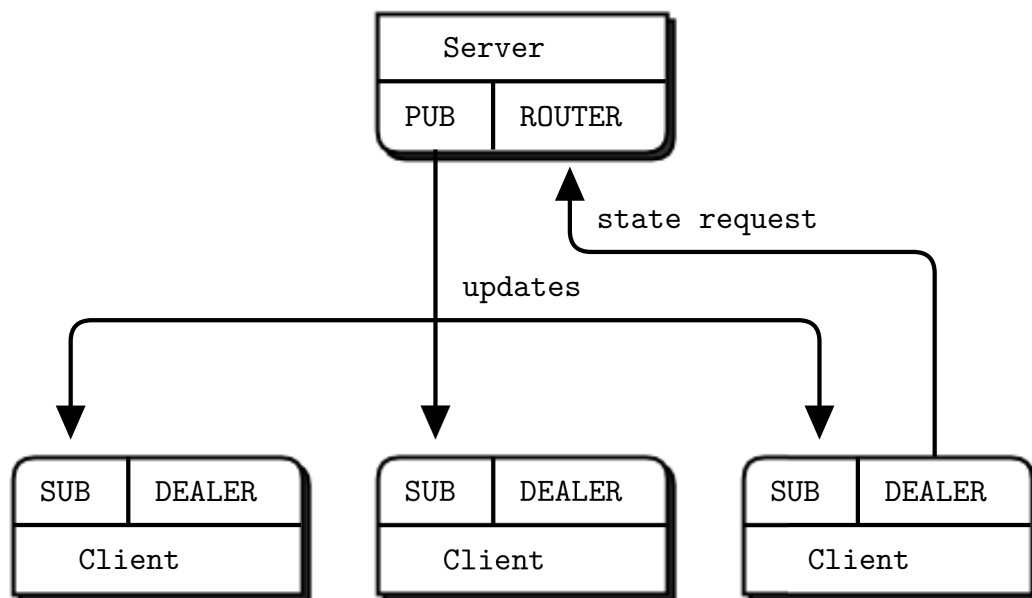 Server
PUB ROUTER
state request
updates
SUB DEALER SUB DEALER SUB DEALER
Client Client Client